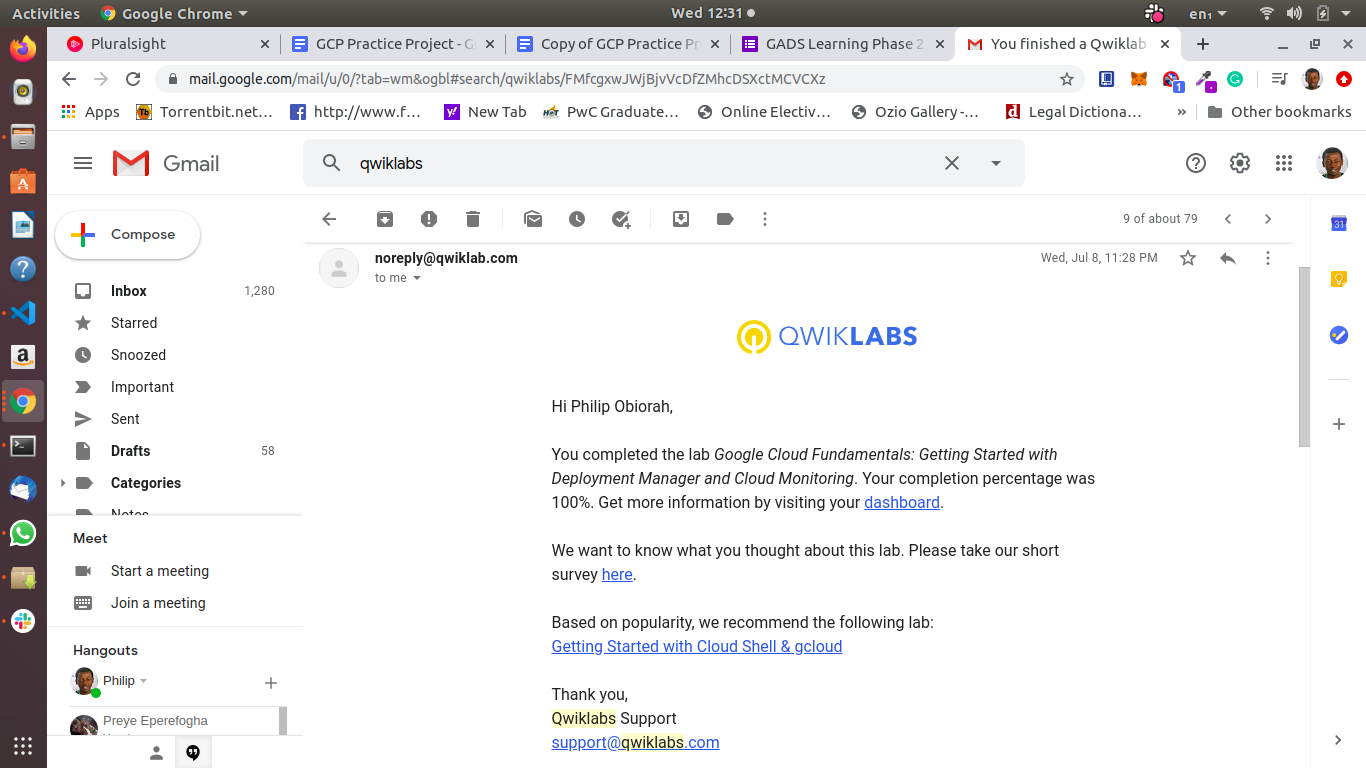 Activities Google Chrome Wed 12:31 en₁
Pluralsight GCP Practice Project - G Copy of GCP Practice Pr GADS Learning Phase 2 You finished a Qwiklab
mail.google.com/mail/u/0/?tab=wm&ogbl#search/qwiklabs/FMfcgxwJWjBjvVcDfZMhcDSXctMCVCXz 1
Apps Torrentbit.net… http://www.f… New Tab PwC Graduate… Online Electiv… Ozio Gallery -… Legal Dictiona… » Other bookmarks
Gmail qwiklabs
Compose 9 of about 79
noreply@qwiklab.com Wed, Jul 8, 11:28 PM
to me
Inbox 1,280
Starred
Snoozed
Important
Sent
Drafts 58
Categories
Notes
Meet
Start a meeting
Join a meeting
Hangouts
Philip
Preye Eperefogha
QWIKLABS
Hi Philip Obiorah,
You completed the lab Google Cloud Fundamentals: Getting Started with
Deployment Manager and Cloud Monitoring. Your completion percentage was
100%. Get more information by visiting your dashboard.
We want to know what you thought about this lab. Please take our short
survey here.
Based on popularity, we recommend the following lab:
Getting Started with Cloud Shell & gcloud
Thank you,
Qwiklabs Support
support@qwiklabs.com
31